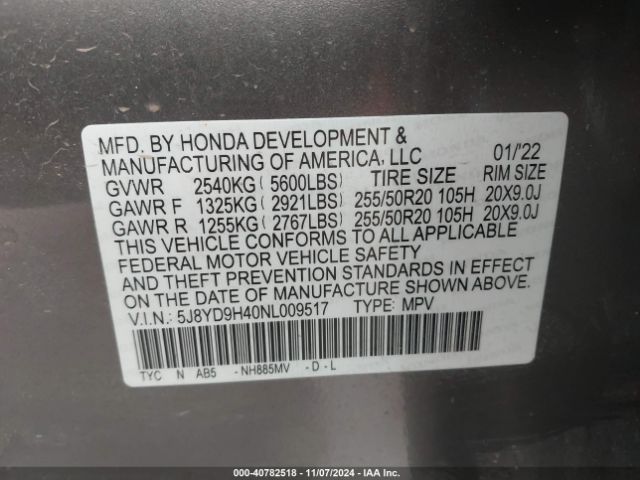 MFD. BY HONDA DEVELOPMENT &
MANUFACTURING OF AMERICA, LLC 01/'22
GVWR 2540KG ( 5600LBS) TIRE SIZE RIM SIZE
GAWR F 1325KG ( 2921LBS) 255/50R20 105H 20X9.0J
GAWR R 1255KG ( 2767LBS) 255/50R20 105H 20X9.0J
THIS VEHICLE CONFORMS TO ALL APPLICABLE
FEDERAL MOTOR VEHICLE SAFETY
AND THEFT PREVENTION STANDARDS IN EFFECT
ON THE DATE OF MANUFACTURE SHOWN ABOVE.
V.I.N.: 5J8YD9H40NL009517 TYPE: MPV
TYC N AB5 -NH885MV -D-L
000-40782518 - 11/07/2024 - IAA Inc.